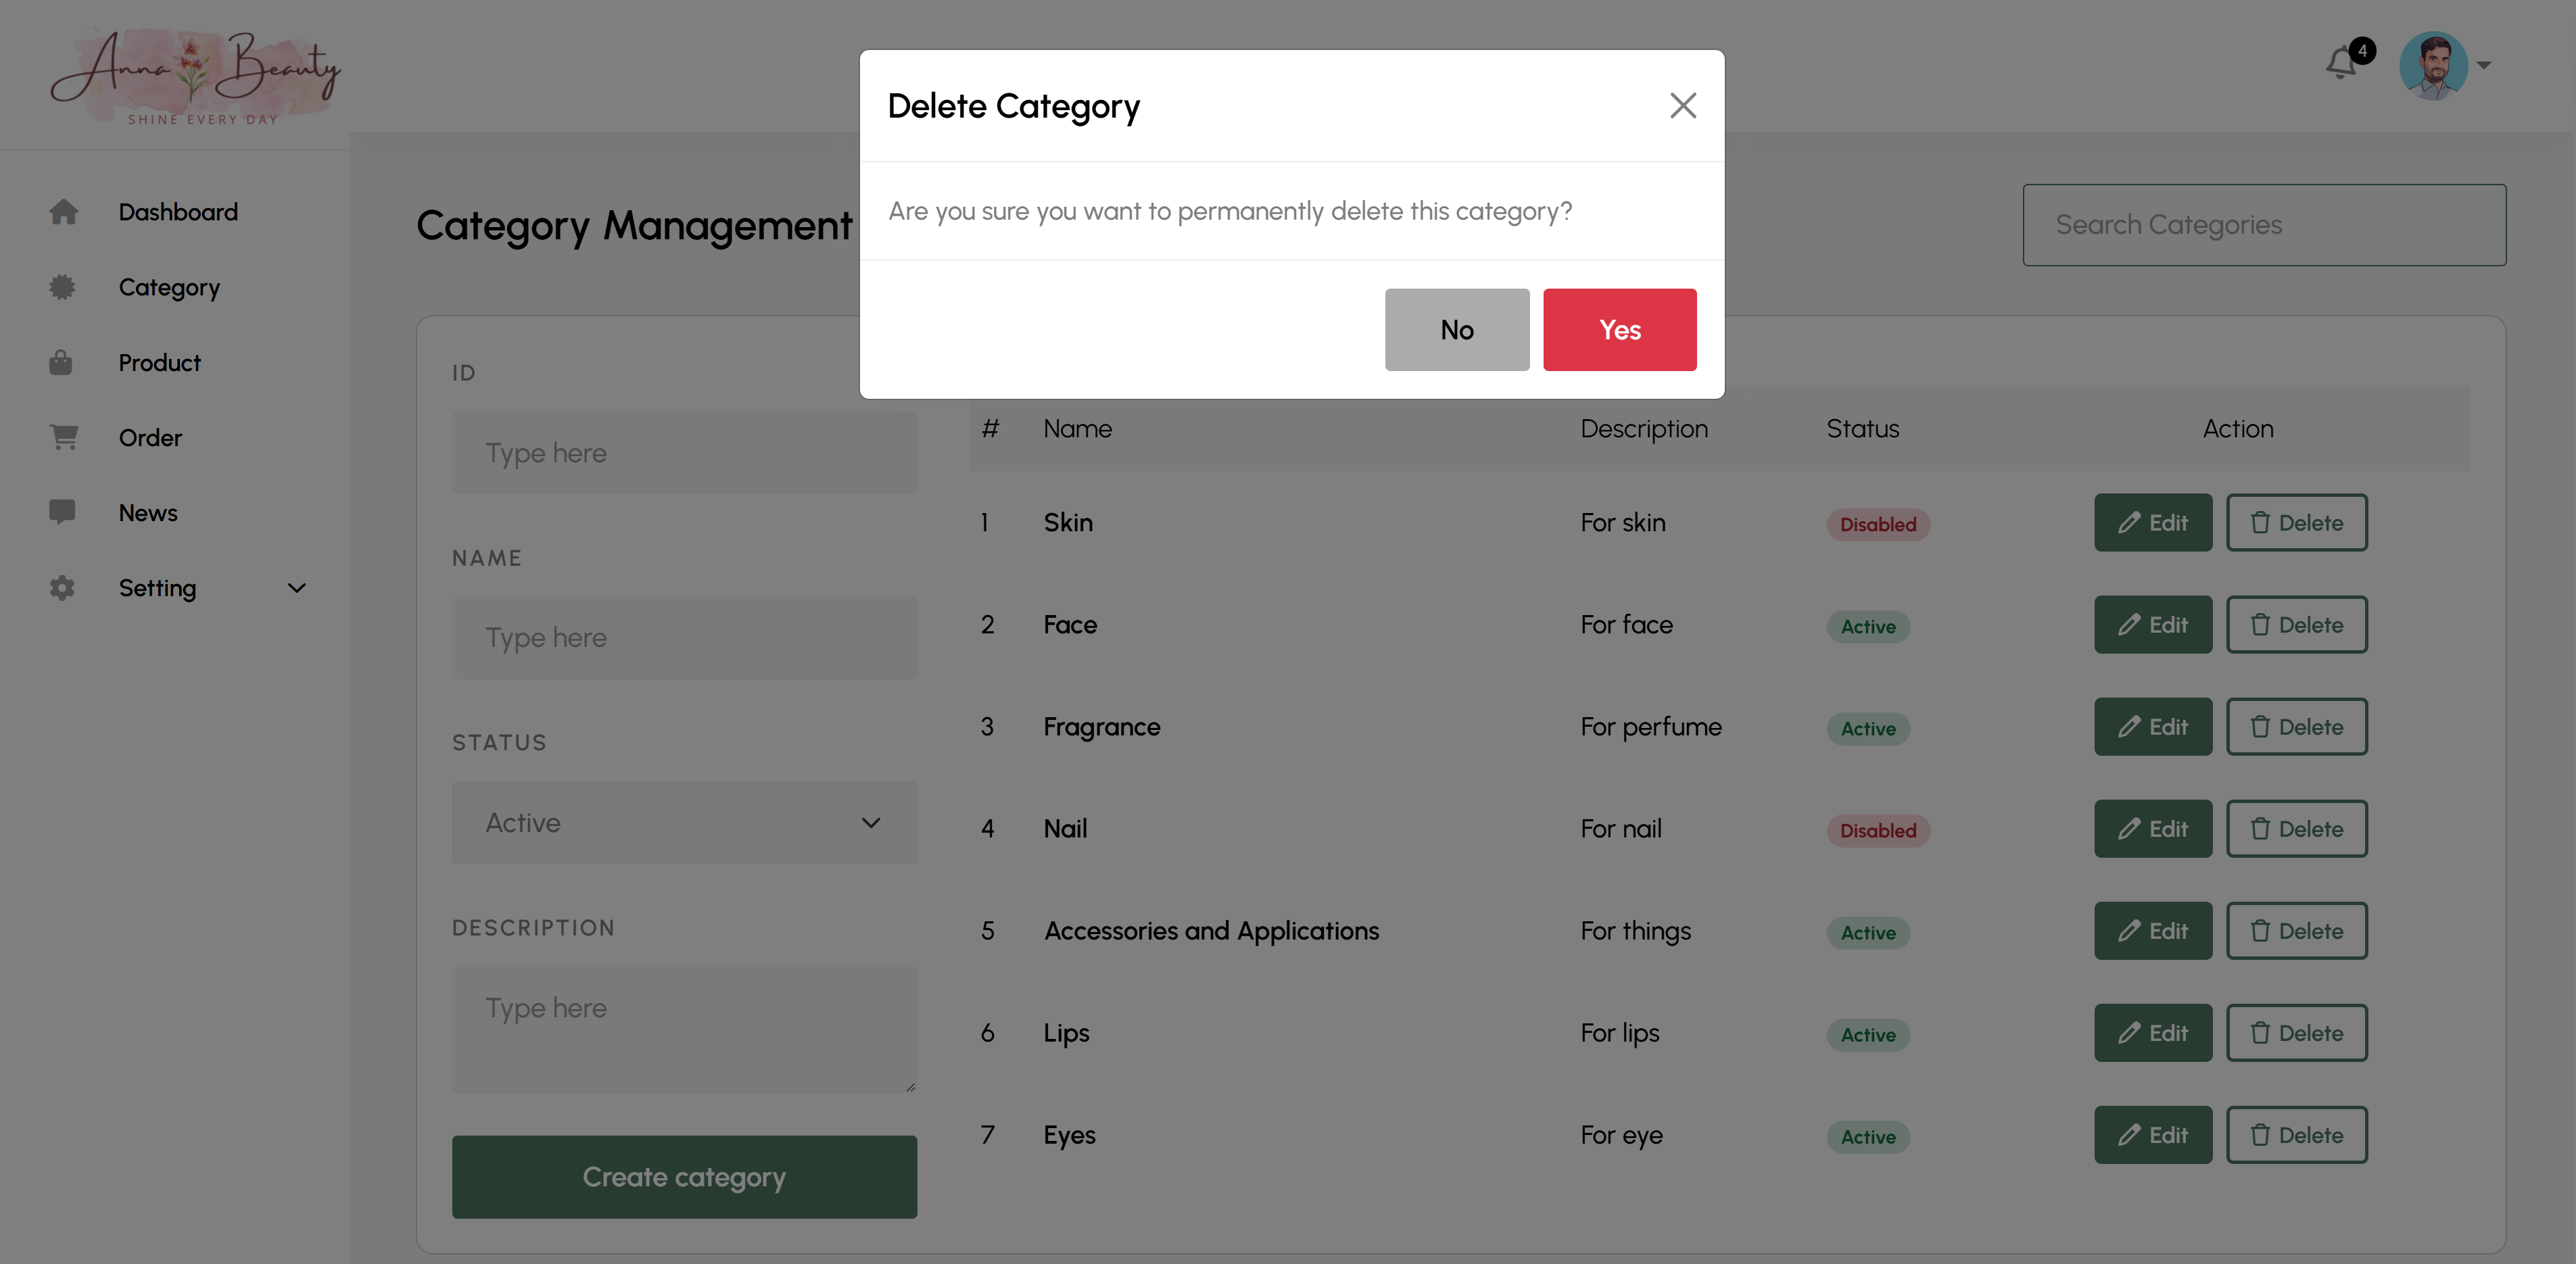 Anna Beauty
SHINE EVERY DAY
4
Dashboard
Category
Product
Order
News
Setting
Delete Category
Are you sure you want to permanently delete this category?
No
Yes
Category Management
Search Categories
ID
Type here
NAME
Type here
STATUS
Active
DESCRIPTION
Type here
Create category
# Name Description Status Action
1 Skin For skin Disabled Edit Delete
2 Face For face Active Edit Delete
3 Fragrance For perfume Active Edit Delete
4 Nail For nail Disabled Edit Delete
5 Accessories and Applications For things Active Edit Delete
6 Lips For lips Active Edit Delete
7 Eyes For eye Active Edit Delete